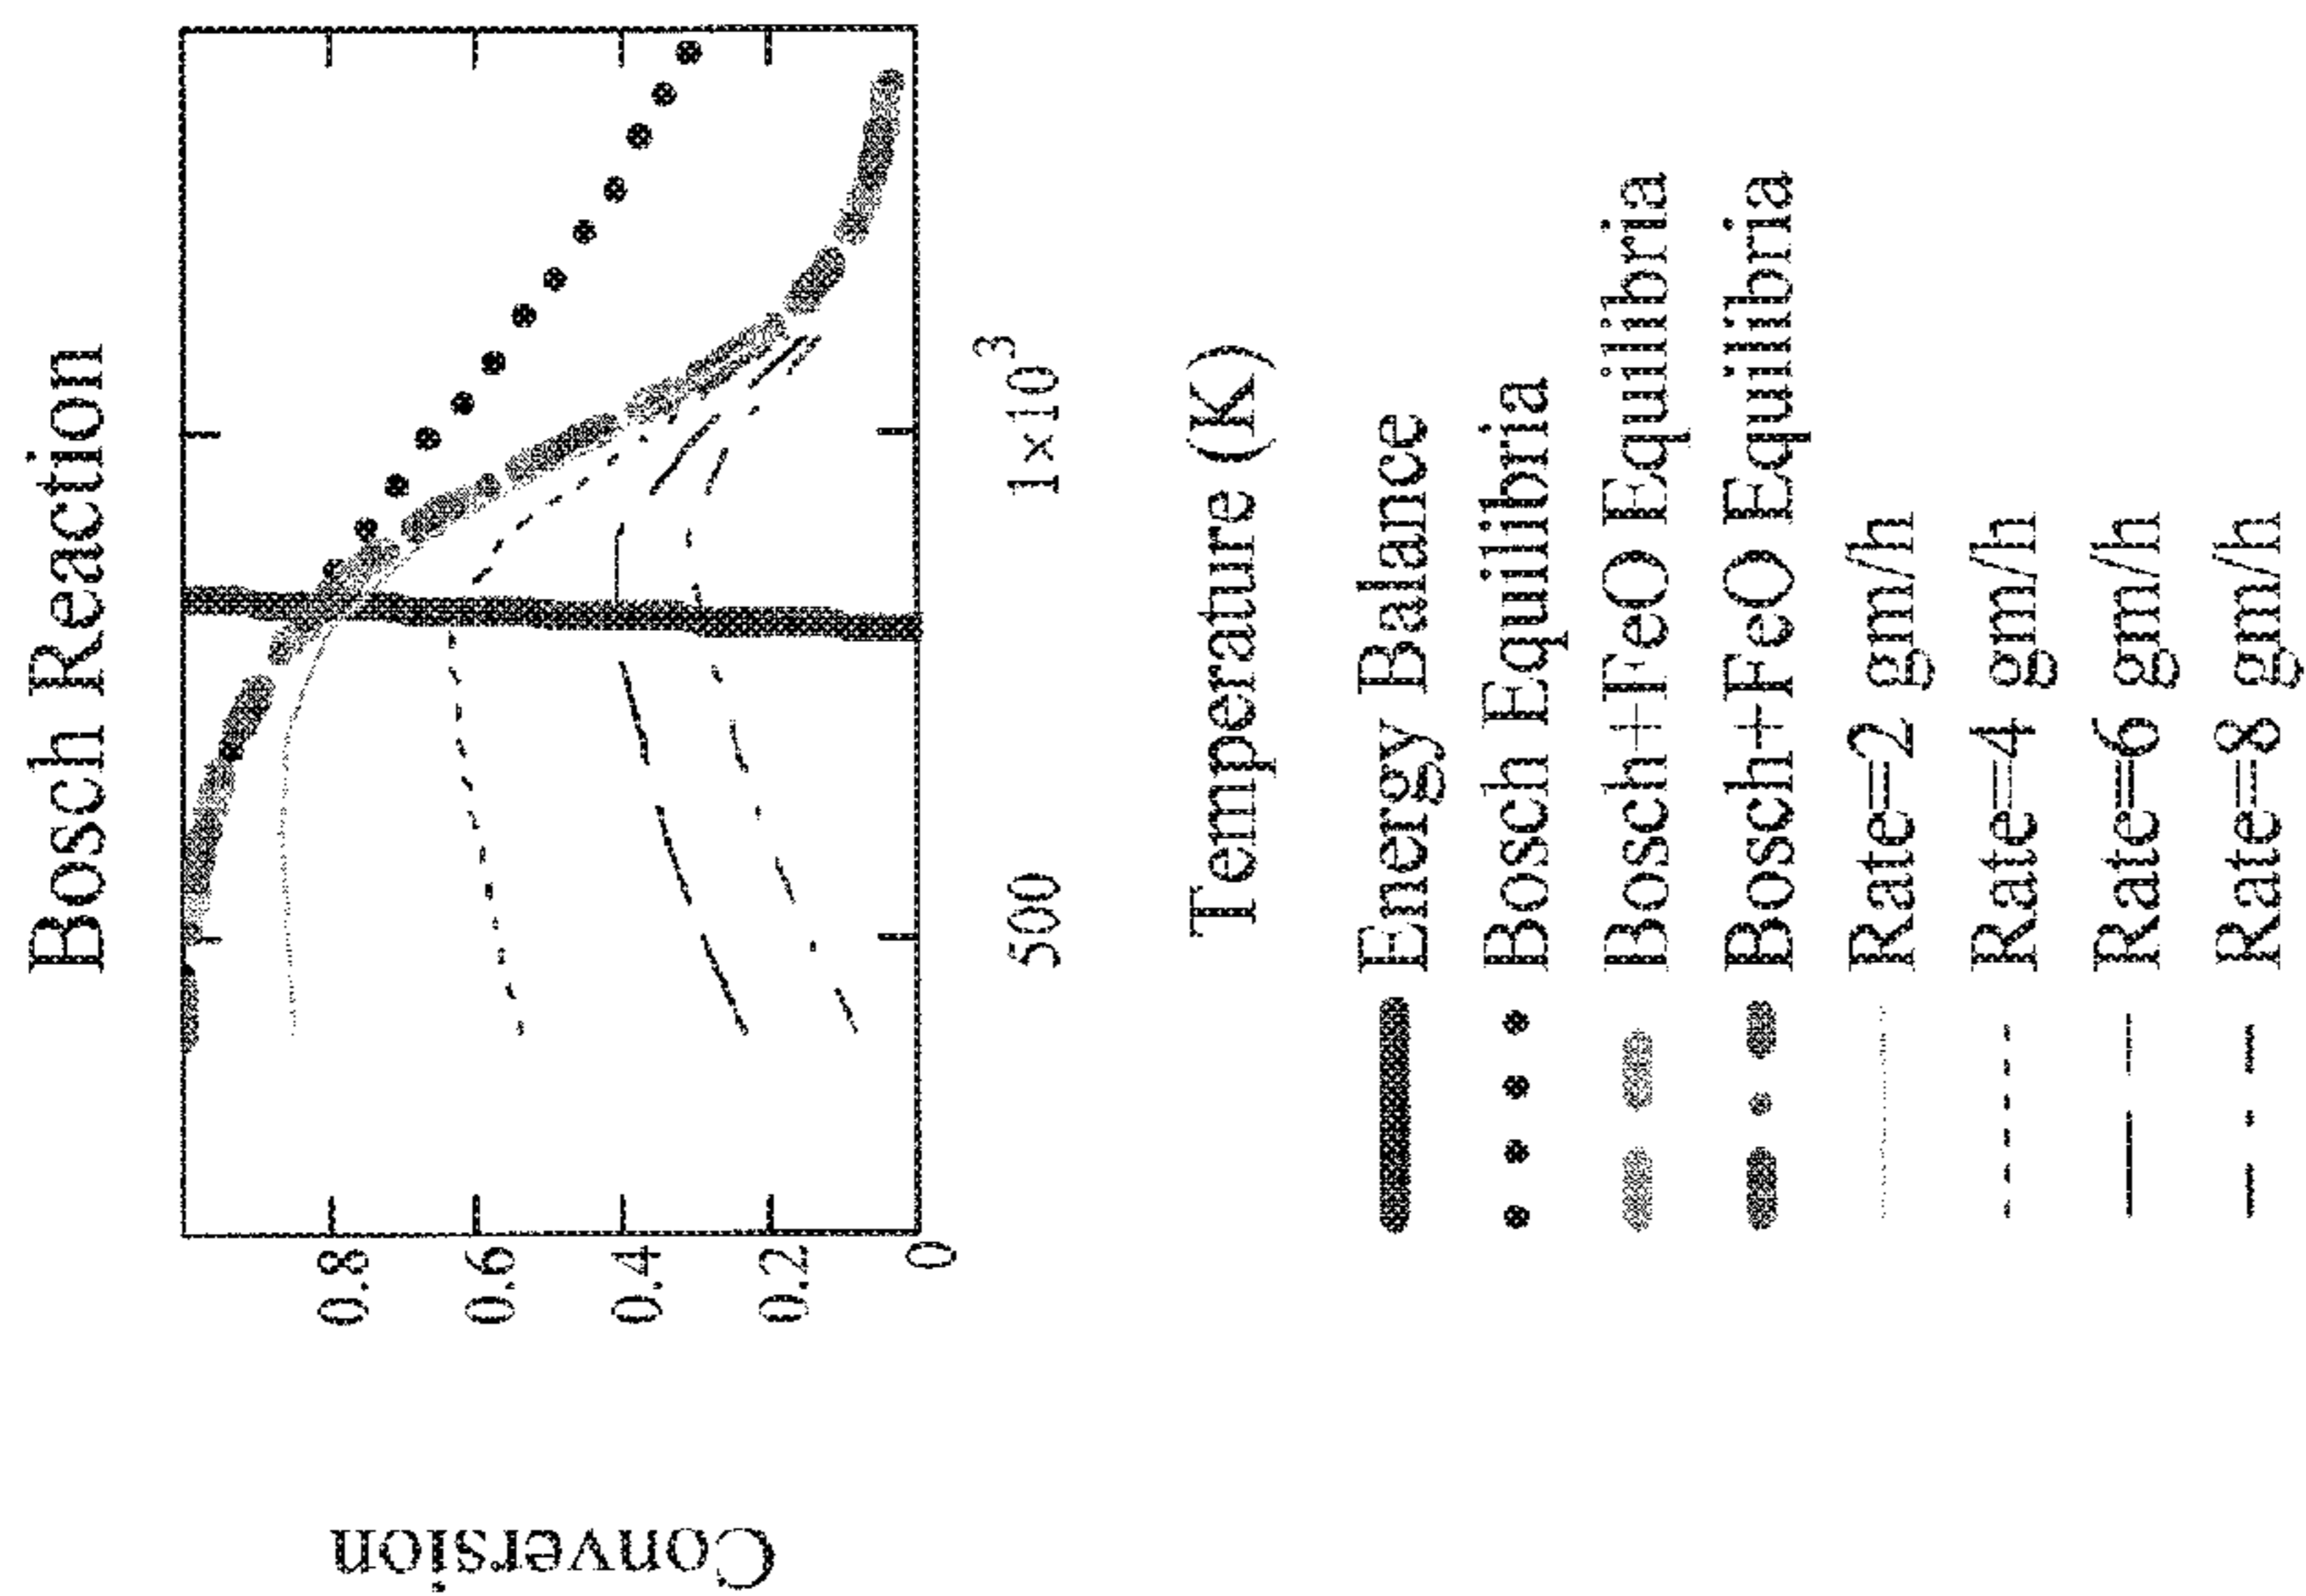 Bosch Reaction
Conversion
0.8
0.6
0.4
0.2
0
500
1×10³
Temperature (K)
Energy Balance
Bosch Equilibria
Bosch+FeO Equilibria
Bosch+FeO Equilibria
Rate=2 gm/h
Rate=4 gm/h
Rate=6 gm/h
Rate=8 gm/h